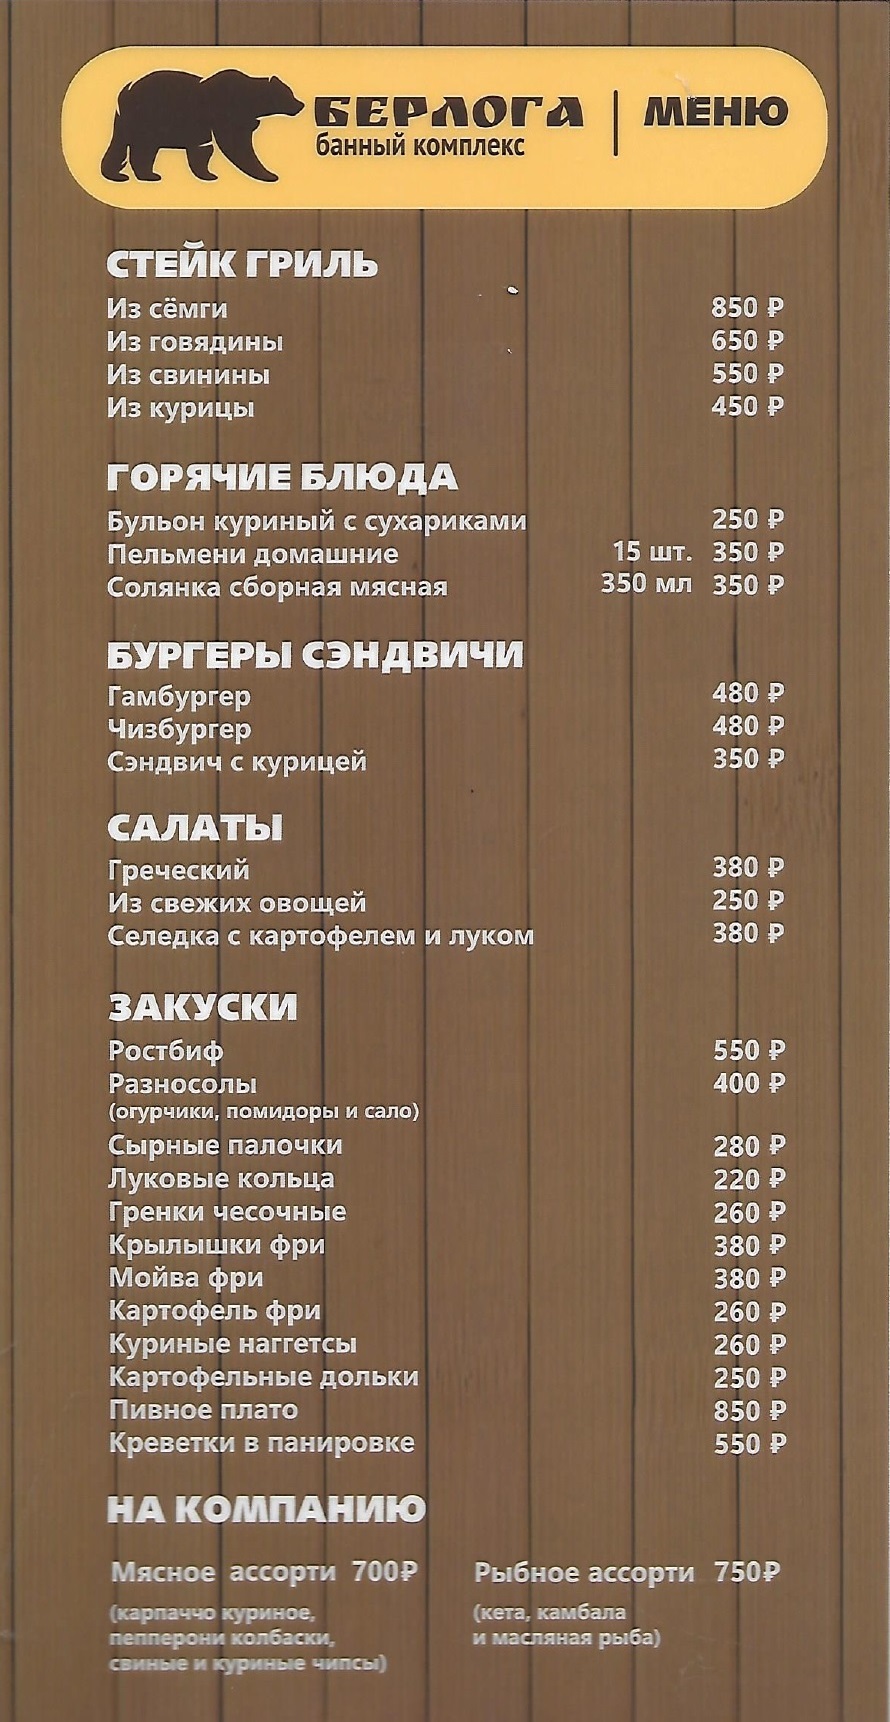 БЕРЛОГА | МЕНЮ
банный комплекс
СТЕЙК ГРИЛЬ
Из сёмги 850 ₽
Из говядины 650 ₽
Из свинины 550 ₽
Из курицы 450 ₽
ГОРЯЧИЕ БЛЮДА
Бульон куриный с сухариками 250 ₽
Пельмени домашние 15 шт. 350 ₽
Солянка сборная мясная 350 мл 350 ₽
БУРГЕРЫ СЭНДВИЧИ
Гамбургер 480 ₽
Чизбургер 480 ₽
Сэндвич с курицей 350 ₽
САЛАТЫ
Греческий 380 ₽
Из свежих овощей 250 ₽
Селедка с картофелем и луком 380 ₽
ЗАКУСКИ
Ростбиф 550 ₽
Разносолы 400 ₽
(огурчики, помидоры и сало)
Сырные палочки 280 ₽
Луковые кольца 220 ₽
Гренки чесочные 260 ₽
Крылышки фри 380 ₽
Мойва фри 380 ₽
Картофель фри 260 ₽
Куриные наггетсы 260 ₽
Картофельные дольки 250 ₽
Пивное плато 850 ₽
Креветки в панировке 550 ₽
НА КОМПАНИЮ
Мясное ассорти 700₽
(карпаччо куриное,
пепперони колбаски,
свиные и куриные чипсы)
Рыбное ассорти 750₽
(кета, камбала
и масляная рыба)